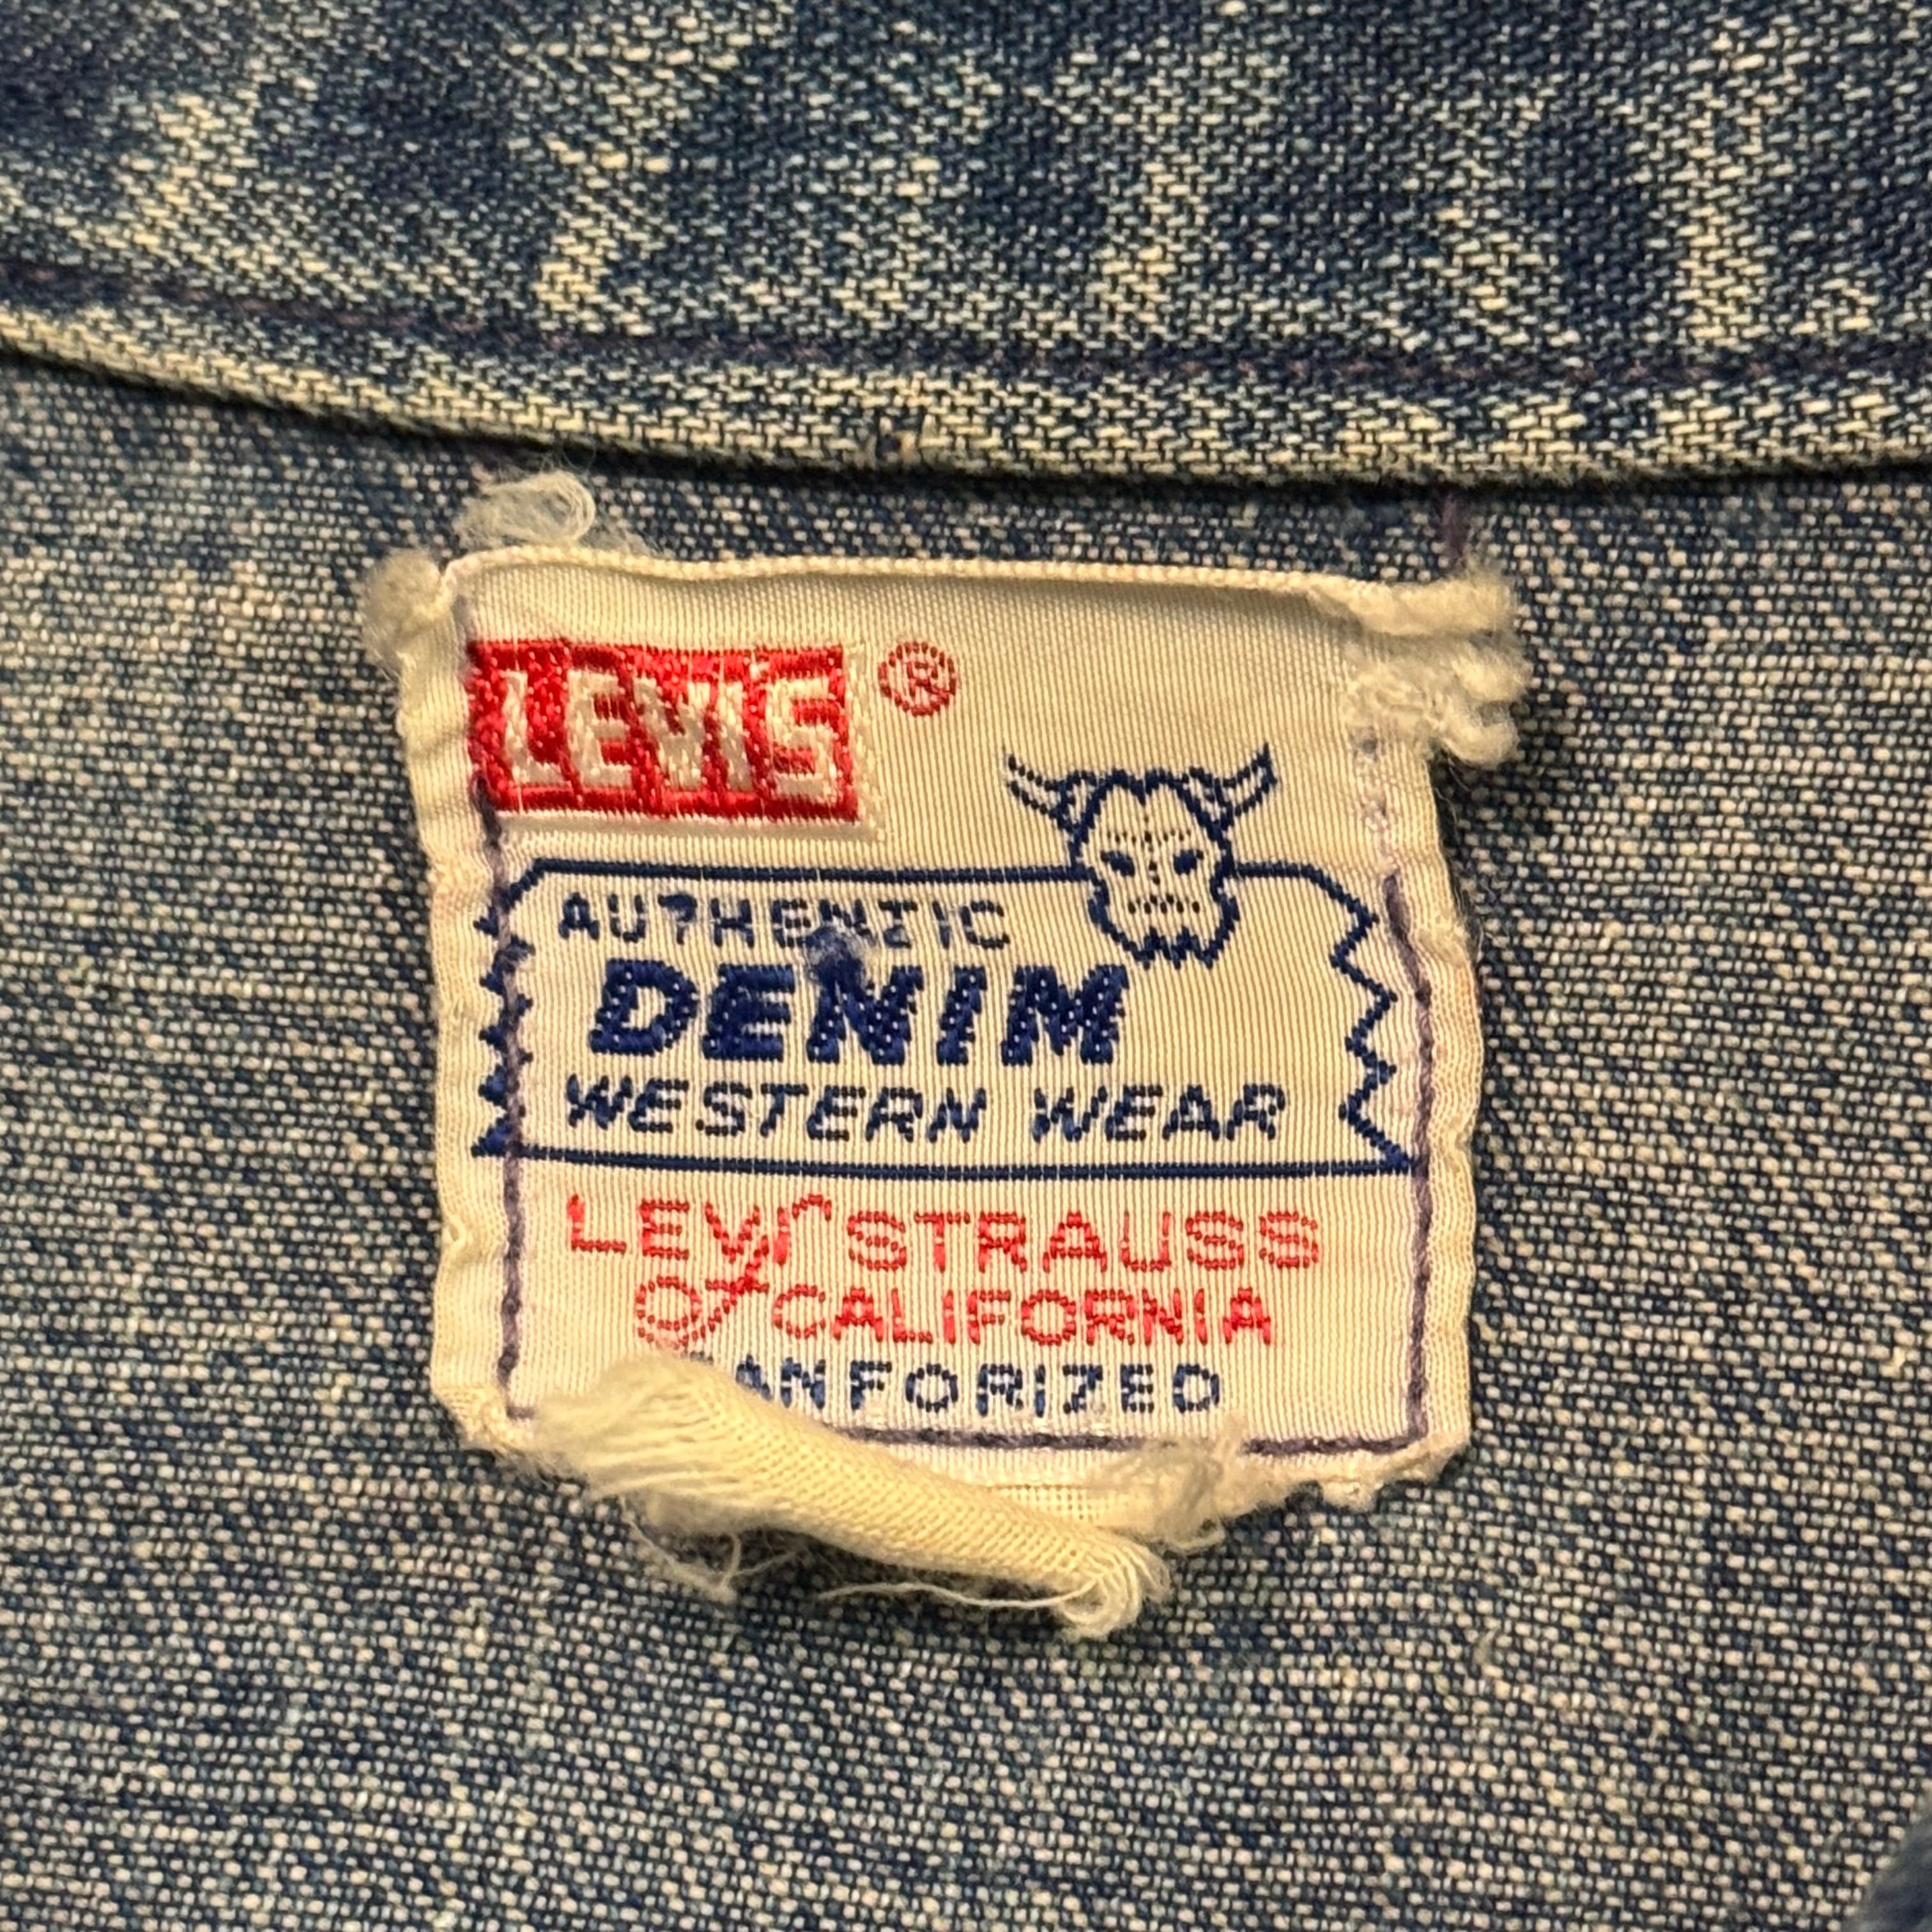 LEVI'S ®
AUTHENTIC
DENIM
WESTERN WEAR
LEVI STRAUSS
OF CALIFORNIA
ANFORIZED